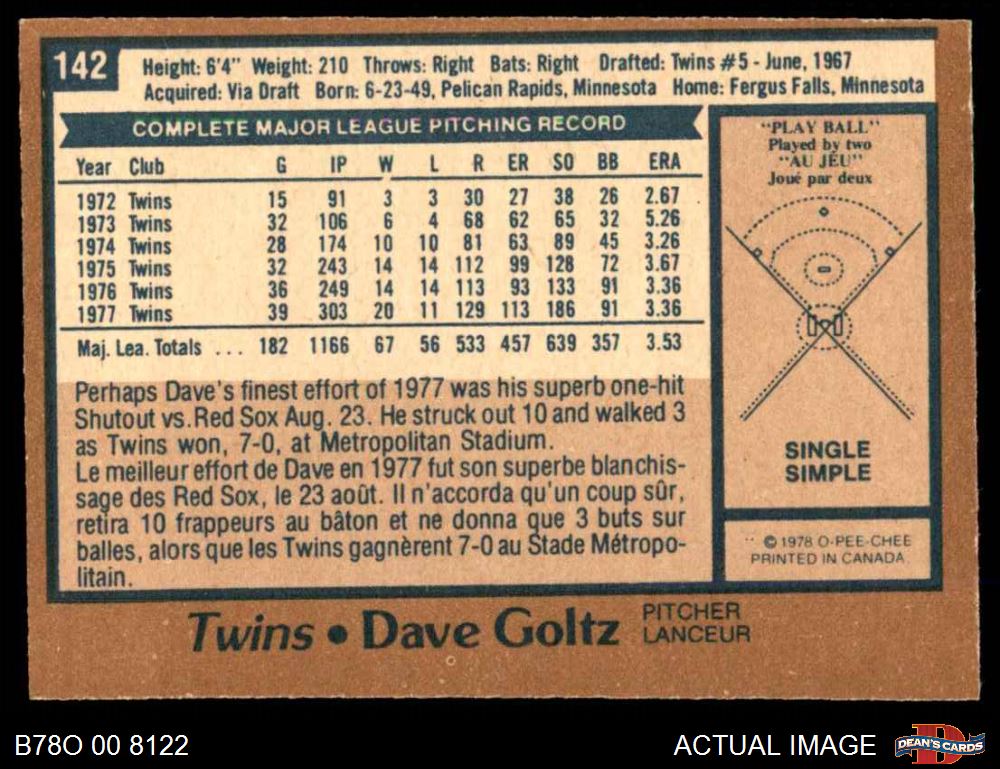 142
Height: 6'4" Weight: 210 Throws: Right Bats: Right Drafted: Twins #5 - June, 1967
Acquired: Via Draft Born: 6-23-49, Pelican Rapids, Minnesota Home: Fergus Falls, Minnesota
COMPLETE MAJOR LEAGUE PITCHING RECORD
Year Club G IP W L R ER SO BB ERA
1972 Twins 15 91 3 3 30 27 38 26 2.67
1973 Twins 32 106 6 4 68 62 65 32 5.26
1974 Twins 28 174 10 10 81 63 89 45 3.26
1975 Twins 32 243 14 14 112 99 128 72 3.67
1976 Twins 36 249 14 14 113 93 133 91 3.36
1977 Twins 39 303 20 11 129 113 186 91 3.36
Maj. Lea. Totals ... 182 1166 67 56 533 457 639 357 3.53
Perhaps Dave's finest effort of 1977 was his superb one-hit
Shutout vs. Red Sox Aug. 23. He struck out 10 and walked 3
as Twins won, 7-0, at Metropolitan Stadium.
Le meilleur effort de Dave en 1977 fut son superbe blanchis-
sage des Red Sox, le 23 août. Il n'accorda qu'un coup sûr,
retira 10 frappeurs au bâton et ne donna que 3 buts sur
balles, alors que les Twins gagnèrent 7-0 au Stade Métropo-
litain.
"PLAY BALL"
Played by two
"AU JEU"
Joué par deux
SINGLE
SIMPLE
© 1978 O-PEE-CHEE
PRINTED IN CANADA
Twins • Dave Goltz PITCHER
LANCEUR
B78O 00 8122
ACTUAL IMAGE
DEAN'S CARDS